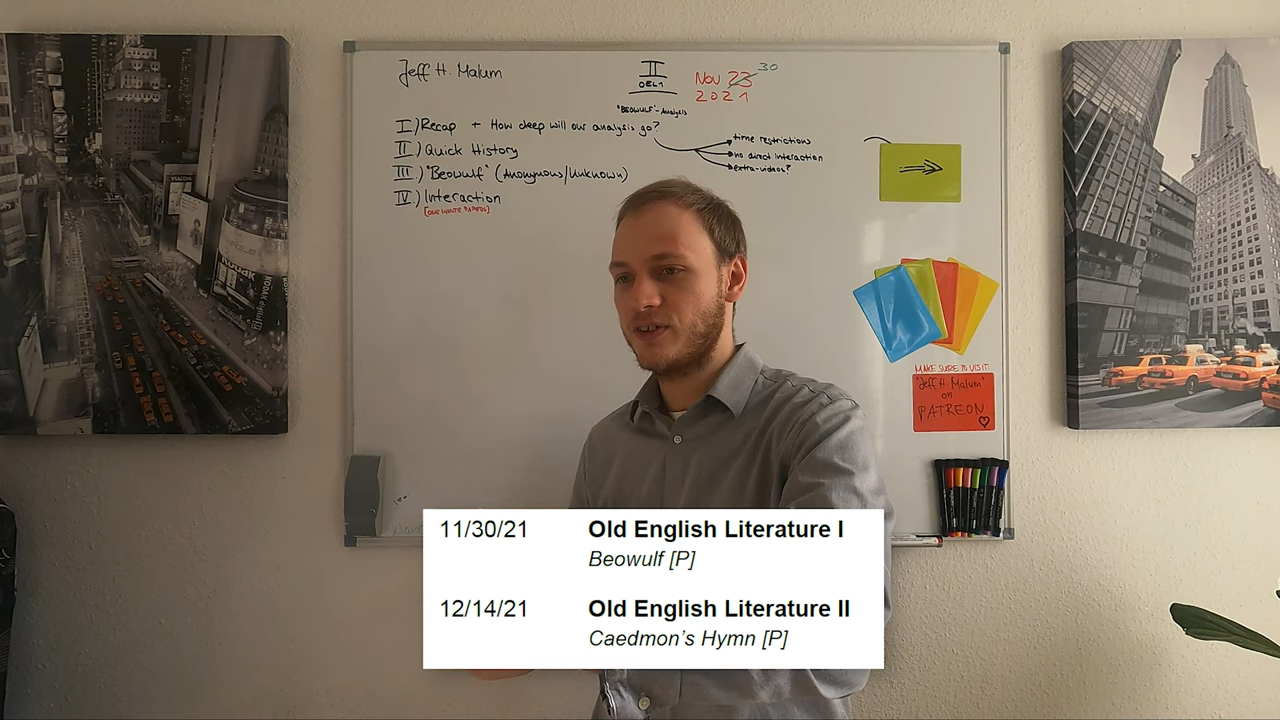 Jeff H. Malum
II
OEL1
Nov 23 30
2021
"BEOWULF"-Analysis
I) Recap + How deep will our analysis go?
time restrictions
no direct interaction
extra-videos?
II) Quick History
III) "Beowulf" (Anonymous/Unknown)
IV) Interaction
MAKE SURE TO VISIT
"Jeff H. Malum"
on
PATREON
11/30/21 Old English Literature I
Beowulf [P]
12/14/21 Old English Literature II
Caedmon's Hymn [P]